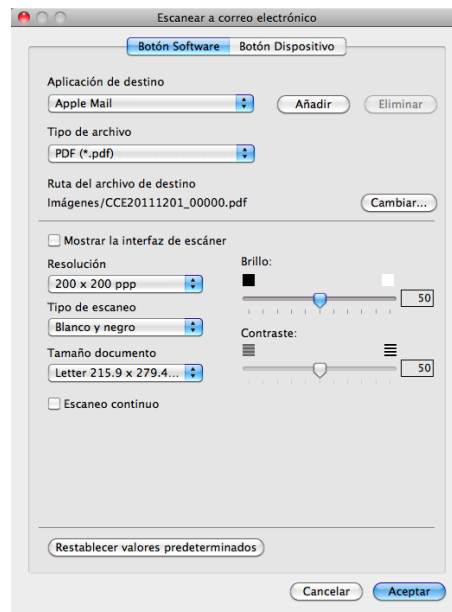 Escanear a correo electrónico
Botón Software Botón Dispositivo
Aplicación de destino
Apple Mail Añadir Eliminar
Tipo de archivo
PDF (*.pdf)
Ruta del archivo de destino
Imágenes/CCE20111201_00000.pdf Cambiar...
Mostrar la interfaz de escáner
Resolución Brillo:
200 x 200 ppp 50
Tipo de escaneo
Blanco y negro Contraste:
Tamaño documento
Letter 215.9 x 279.4... 50
Escaneo continuo
Restablecer valores predeterminados
Cancelar Aceptar